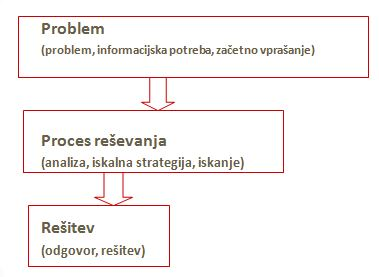 Problem
(problem, informacijska potreba, začetno vprašanje)
Proces reševanja
(analiza, iskalna strategija, iskanje)
Rešitev
(odgovor, rešitev)